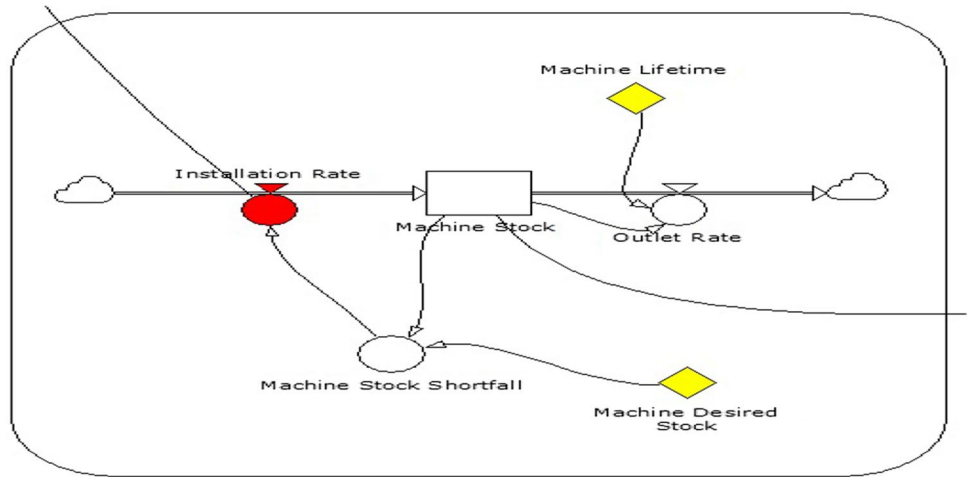 Machine Lifetime
Installation Rate
Machine Stock
Outlet Rate
Machine Stock Shortfall
Machine Desired
Stock